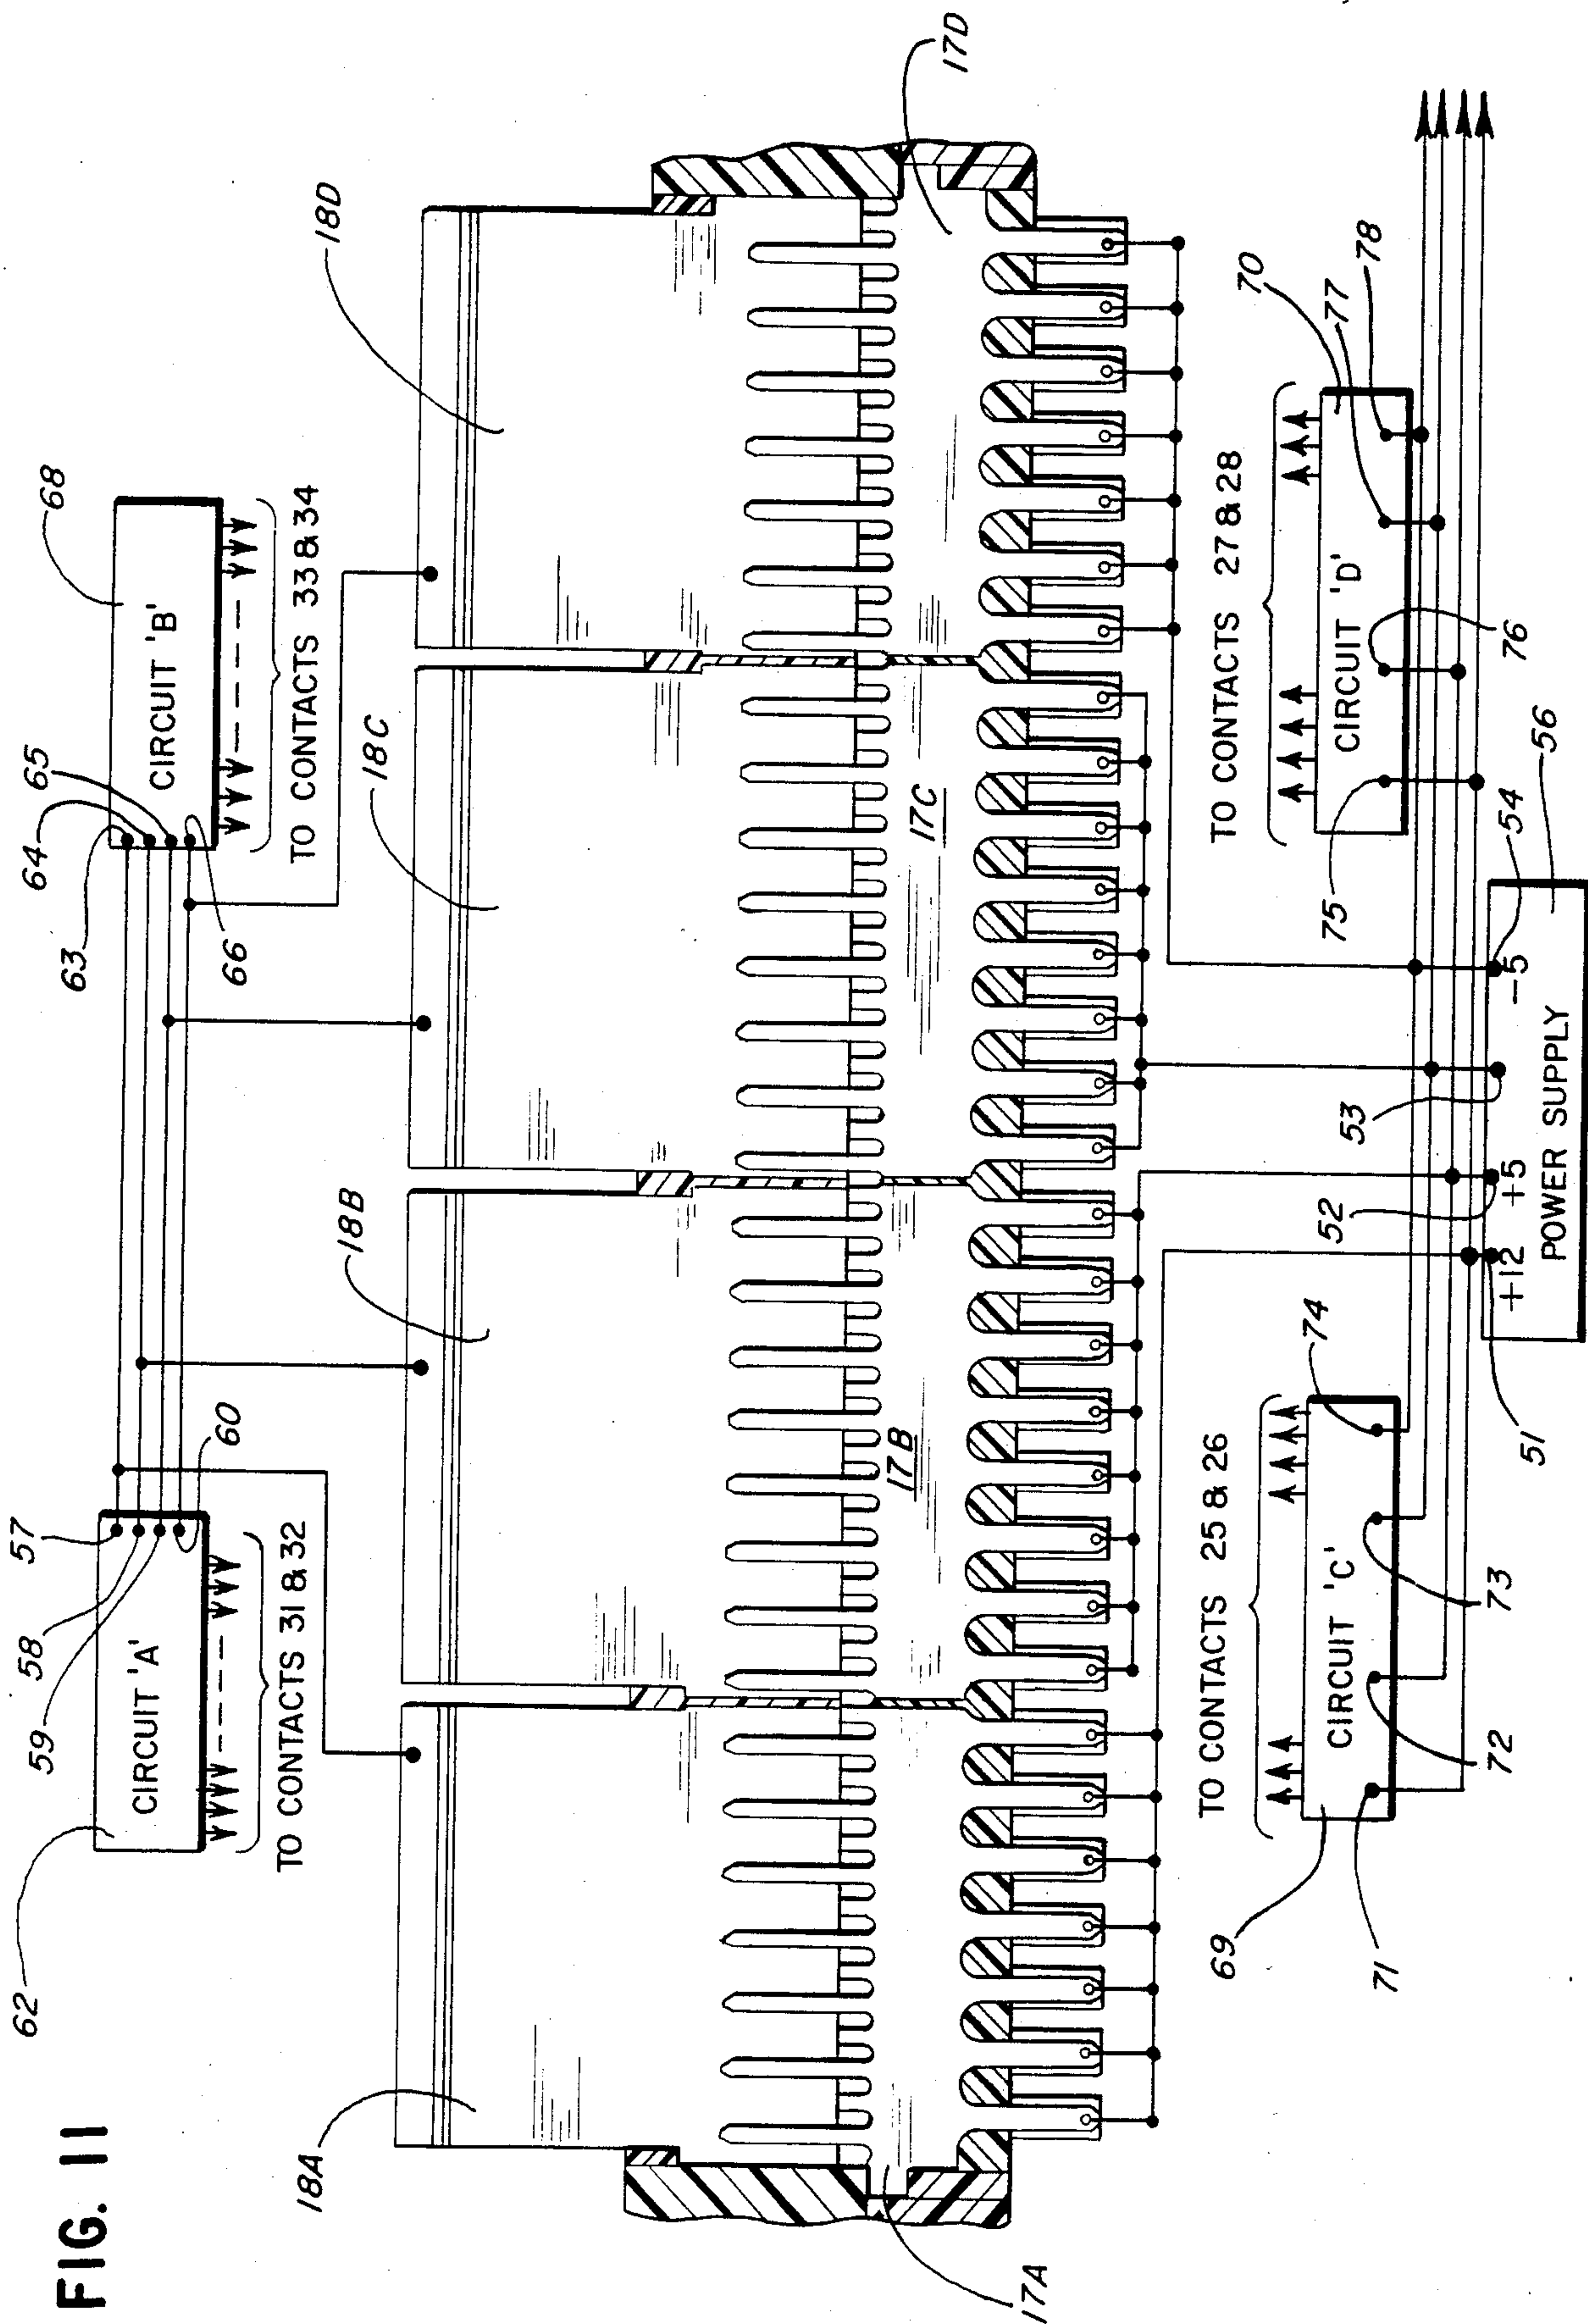 FIG. 11
62
59
58
57
CIRCUIT 'A'
60
TO CONTACTS 31 & 32
63
64
65
68
CIRCUIT 'B'
66
TO CONTACTS 33 & 34
18A
18B
18C
18D
17A
17B
17C
17D
TO CONTACTS 25 & 26
69
CIRCUIT 'C'
71
72
73
74
TO CONTACTS 27 & 28
70
77
78
CIRCUIT 'D'
75
76
51
52
53
54
+12
+5
-5
POWER SUPPLY
56